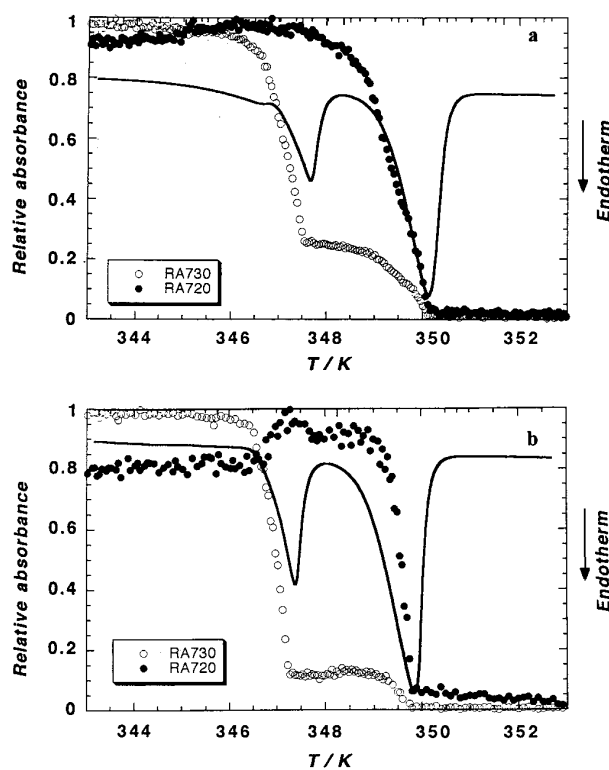 a
Relative absorbance
1
0.8
0.6
0.4
0.2
0
RA730
RA720
344
346
348
350
352
T / K
Endotherm
b
Relative absorbance
1
0.8
0.6
0.4
0.2
0
RA730
RA720
344
346
348
350
352
T / K
Endotherm